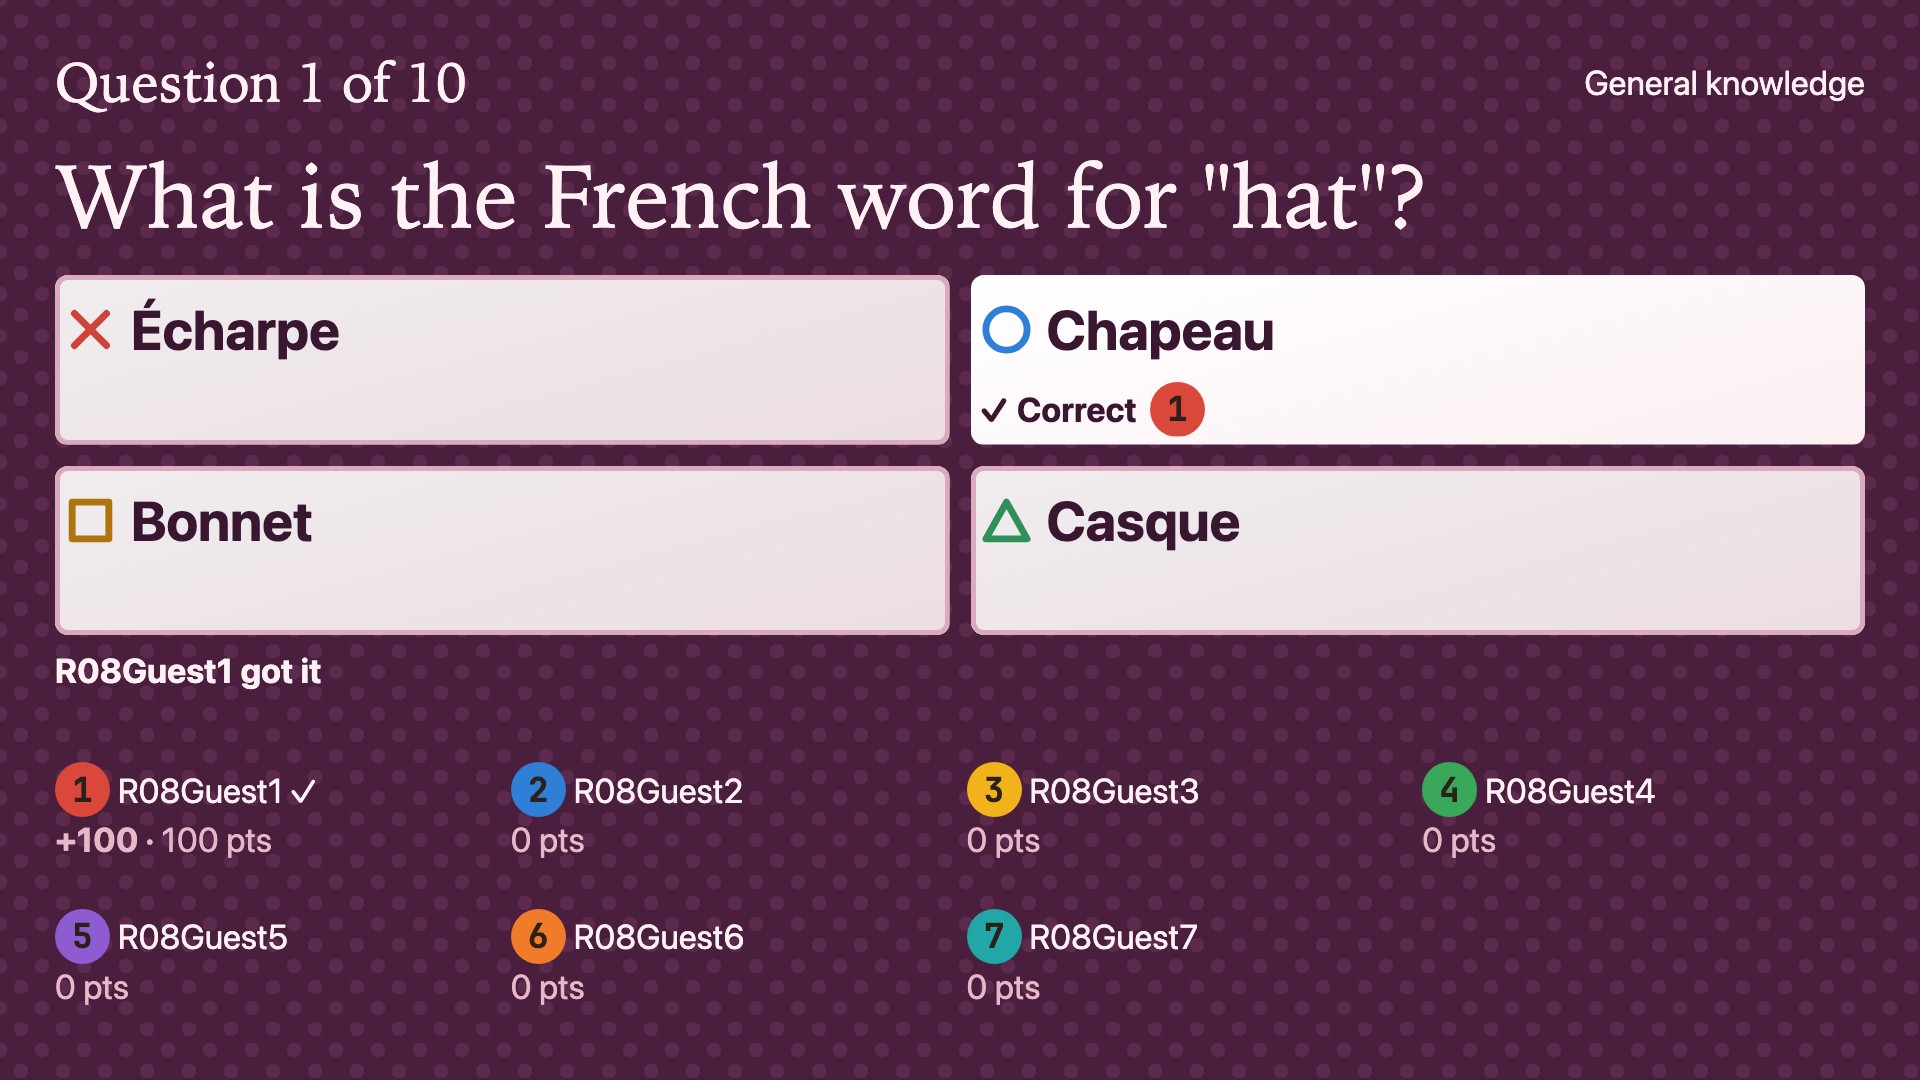 Question 1 of 10
General knowledge
What is the French word for "hat"?
Écharpe
Chapeau
✓ Correct 1
Bonnet
Casque
R08Guest1 got it
1 R08Guest1 ✓
+100 · 100 pts
2 R08Guest2
0 pts
3 R08Guest3
0 pts
4 R08Guest4
0 pts
5 R08Guest5
0 pts
6 R08Guest6
0 pts
7 R08Guest7
0 pts